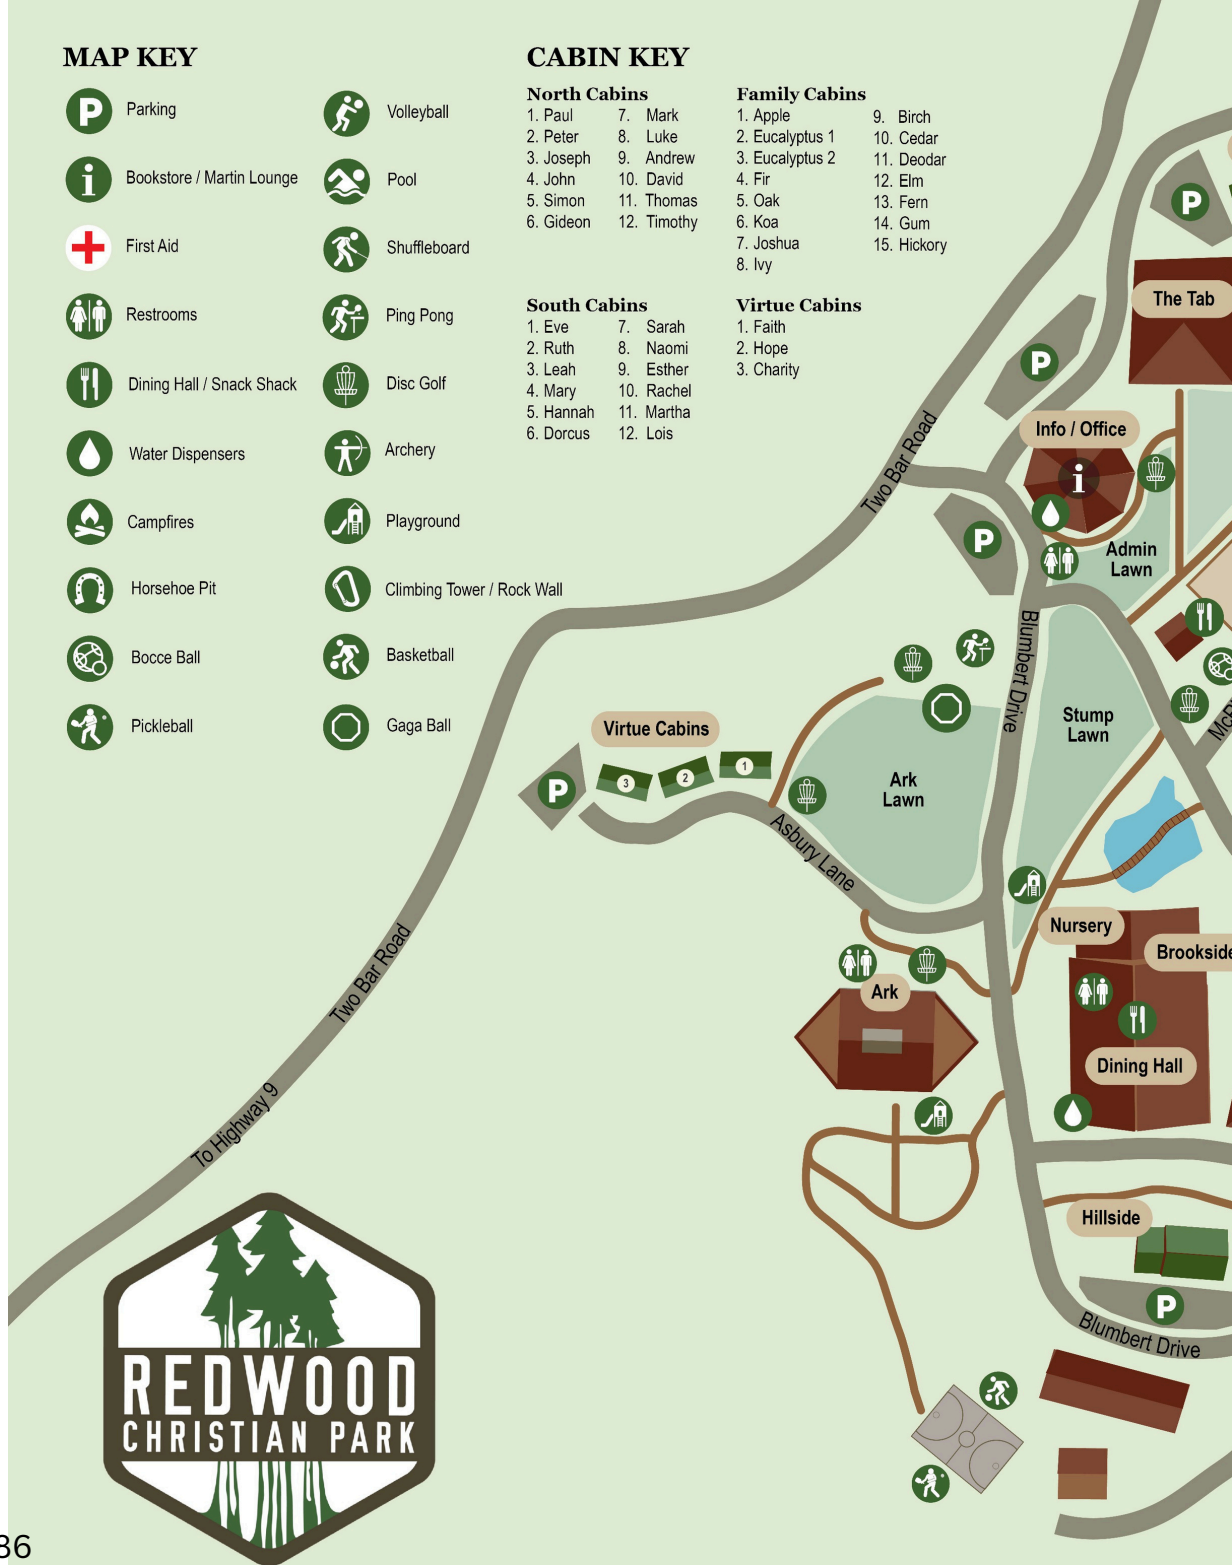 MAP KEY
P Parking
i Bookstore / Martin Lounge
First Aid
Restrooms
Dining Hall / Snack Shack
Water Dispensers
Campfires
Horsehoe Pit
Bocce Ball
Pickleball
Volleyball
Pool
Shuffleboard
Ping Pong
Disc Golf
Archery
Playground
Climbing Tower / Rock Wall
Basketball
Gaga Ball
CABIN KEY
North Cabins
1. Paul
2. Peter
3. Joseph
4. John
5. Simon
6. Gideon
7. Mark
8. Luke
9. Andrew
10. David
11. Thomas
12. Timothy
Family Cabins
1. Apple
2. Eucalyptus 1
3. Eucalyptus 2
4. Fir
5. Oak
6. Koa
7. Joshua
8. Ivy
9. Birch
10. Cedar
11. Deodar
12. Elm
13. Fern
14. Gum
15. Hickory
South Cabins
1. Eve
2. Ruth
3. Leah
4. Mary
5. Hannah
6. Dorcus
7. Sarah
8. Naomi
9. Esther
10. Rachel
11. Martha
12. Lois
Virtue Cabins
1. Faith
2. Hope
3. Charity
P
The Tab
P
Two Bar Road
Info / Office
i
P
Admin
Lawn
Blumbert Drive
Stump
Lawn
Virtue Cabins
P
3
2
1
Ark
Lawn
Asbury Lane
Nursery
Brookside
Ark
Two Bar Road
Dining Hall
To Highway 9
Hillside
P
Blumbert Drive
REDWOOD
CHRISTIAN PARK
86